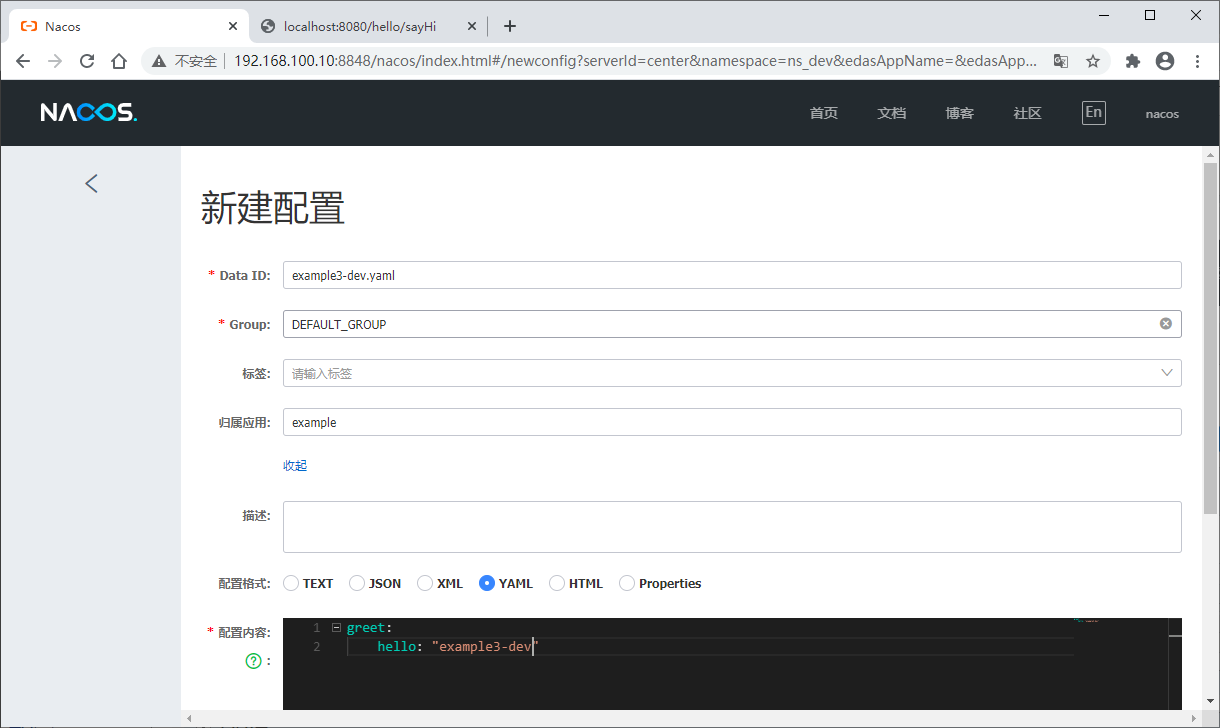 Nacos
localhost:8080/hello/sayHi
不安全 192.168.100.10:8848/nacos/index.html#/newconfig?serverId=center&namespace=ns_dev&edasAppName=&edasApp...
NACOS. 首页 文档 博客 社区 En nacos
新建配置
* Data ID: example3-dev.yaml
* Group: DEFAULT_GROUP
标签: 请输入标签
归属应用: example
收起
描述:
配置格式: TEXT JSON XML YAML HTML Properties
* 配置内容: 1 greet:
2 hello: "example3-dev"
? :